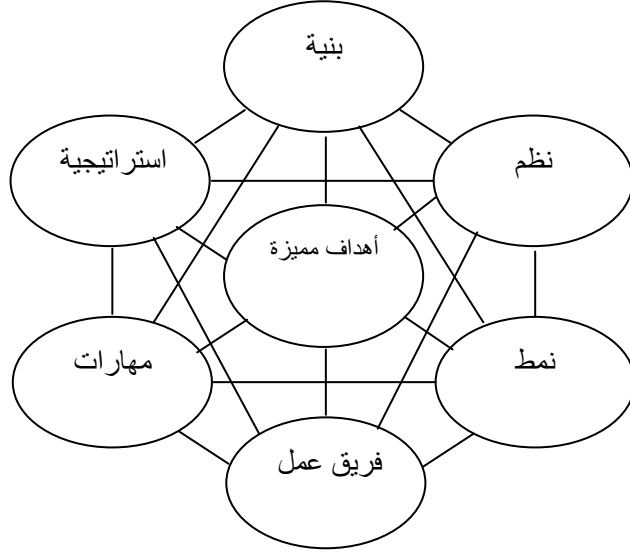 بنية
نظم
استراتيجية
أهداف مميزة
نمط
مهارات
فريق عمل